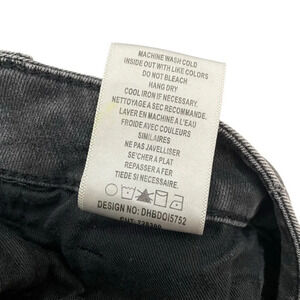 MACHINE WASH COLD
INSIDE OUT WITH LIKE COLORS
DO NOT BLEACH
HANG DRY
COOL IRON IF NECESSARY.
NETTOYAGE A SEC RECOMMANDE.
LAVER EN MACHINE A L'EAU
FROIDE AVEC COULEURS
SIMILAIRES
NE PAS JAVELLISER
SE'CHER A PLAT
REPASSER A FER
TIEDE SI NECESSAIRE.
DESIGN NO: DHBDOI5752